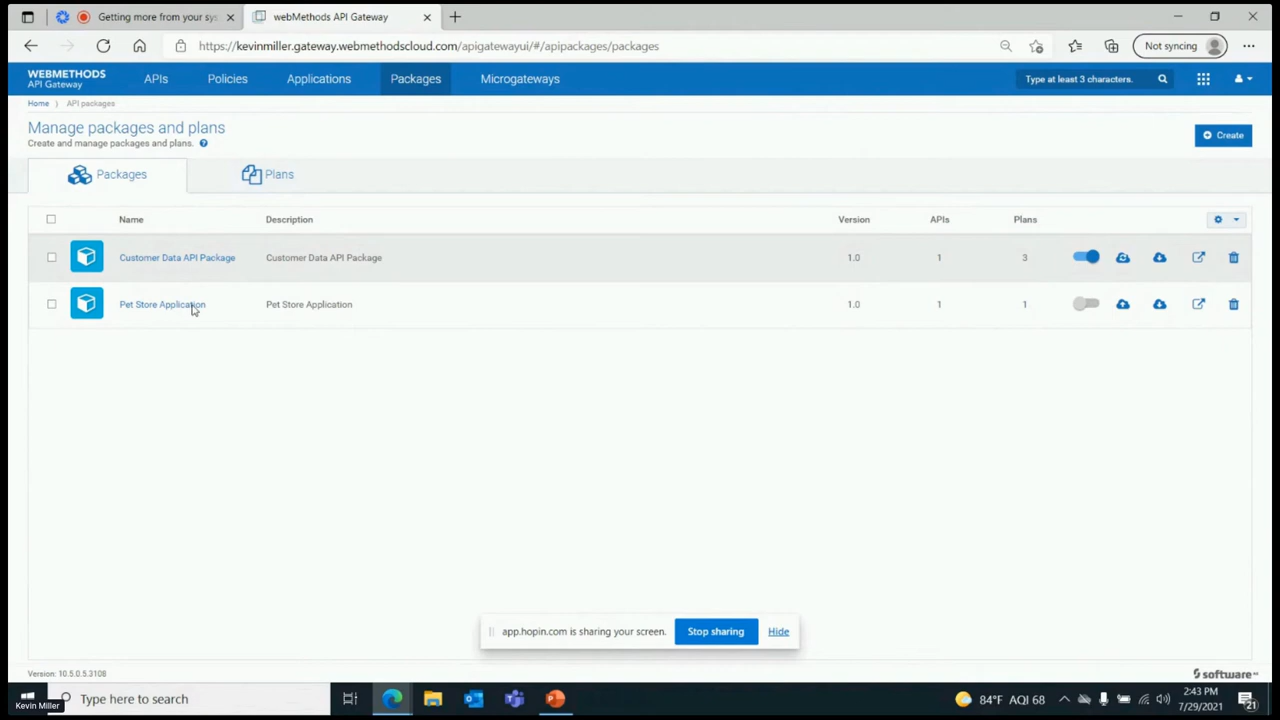 Getting more from your sys
webMethods API Gateway
https://kevinmiller.gateway.webmethodscloud.com/apigatewayui/#/apipackages/packages
Not syncing
WEBMETHODS
API Gateway
APIs
Policies
Applications
Packages
Microgateways
Type at least 3 characters.
Home
API packages
Manage packages and plans
Create and manage packages and plans.
Create
Packages
Plans
Name Description Version APIs Plans
Customer Data API Package Customer Data API Package 1.0 1 3
Pet Store Application Pet Store Application 1.0 1 1
app.hopin.com is sharing your screen.
Stop sharing
Hide
Version: 10.5.0.5.3108
software
Type here to search
84°F AQI 68
2:43 PM
7/29/2021
21
Kevin Miller